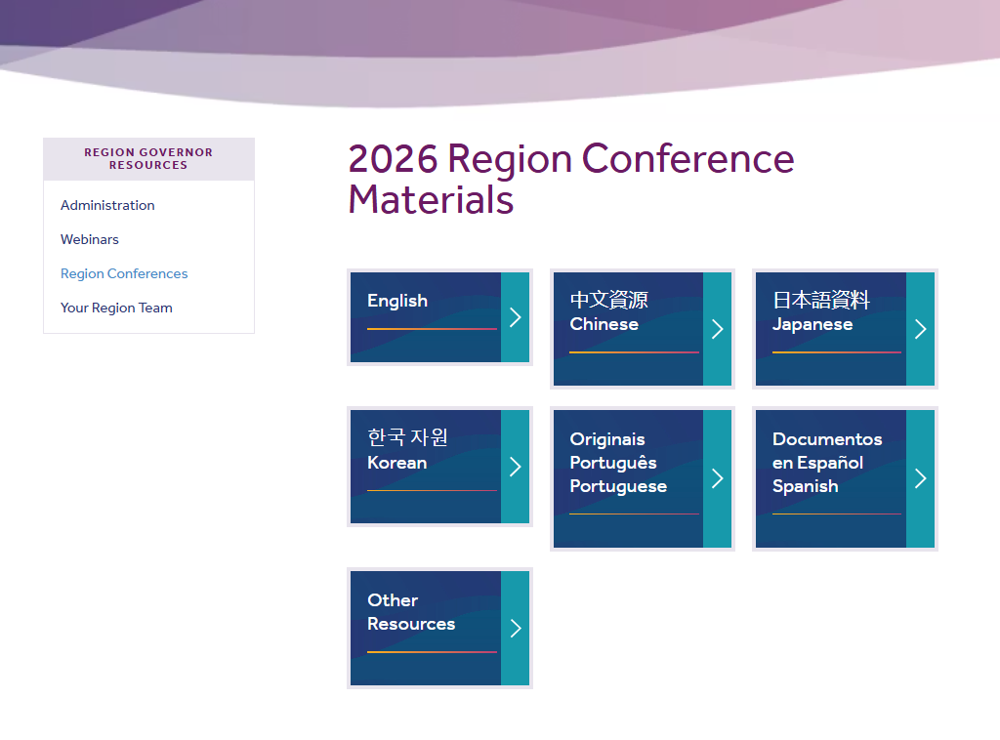 REGION GOVERNOR
RESOURCES
Administration
Webinars
Region Conferences
Your Region Team
2026 Region Conference
Materials
English
中文資源
Chinese
日本語資料
Japanese
한국 자원
Korean
Originais
Português
Portuguese
Documentos
en Español
Spanish
Other
Resources